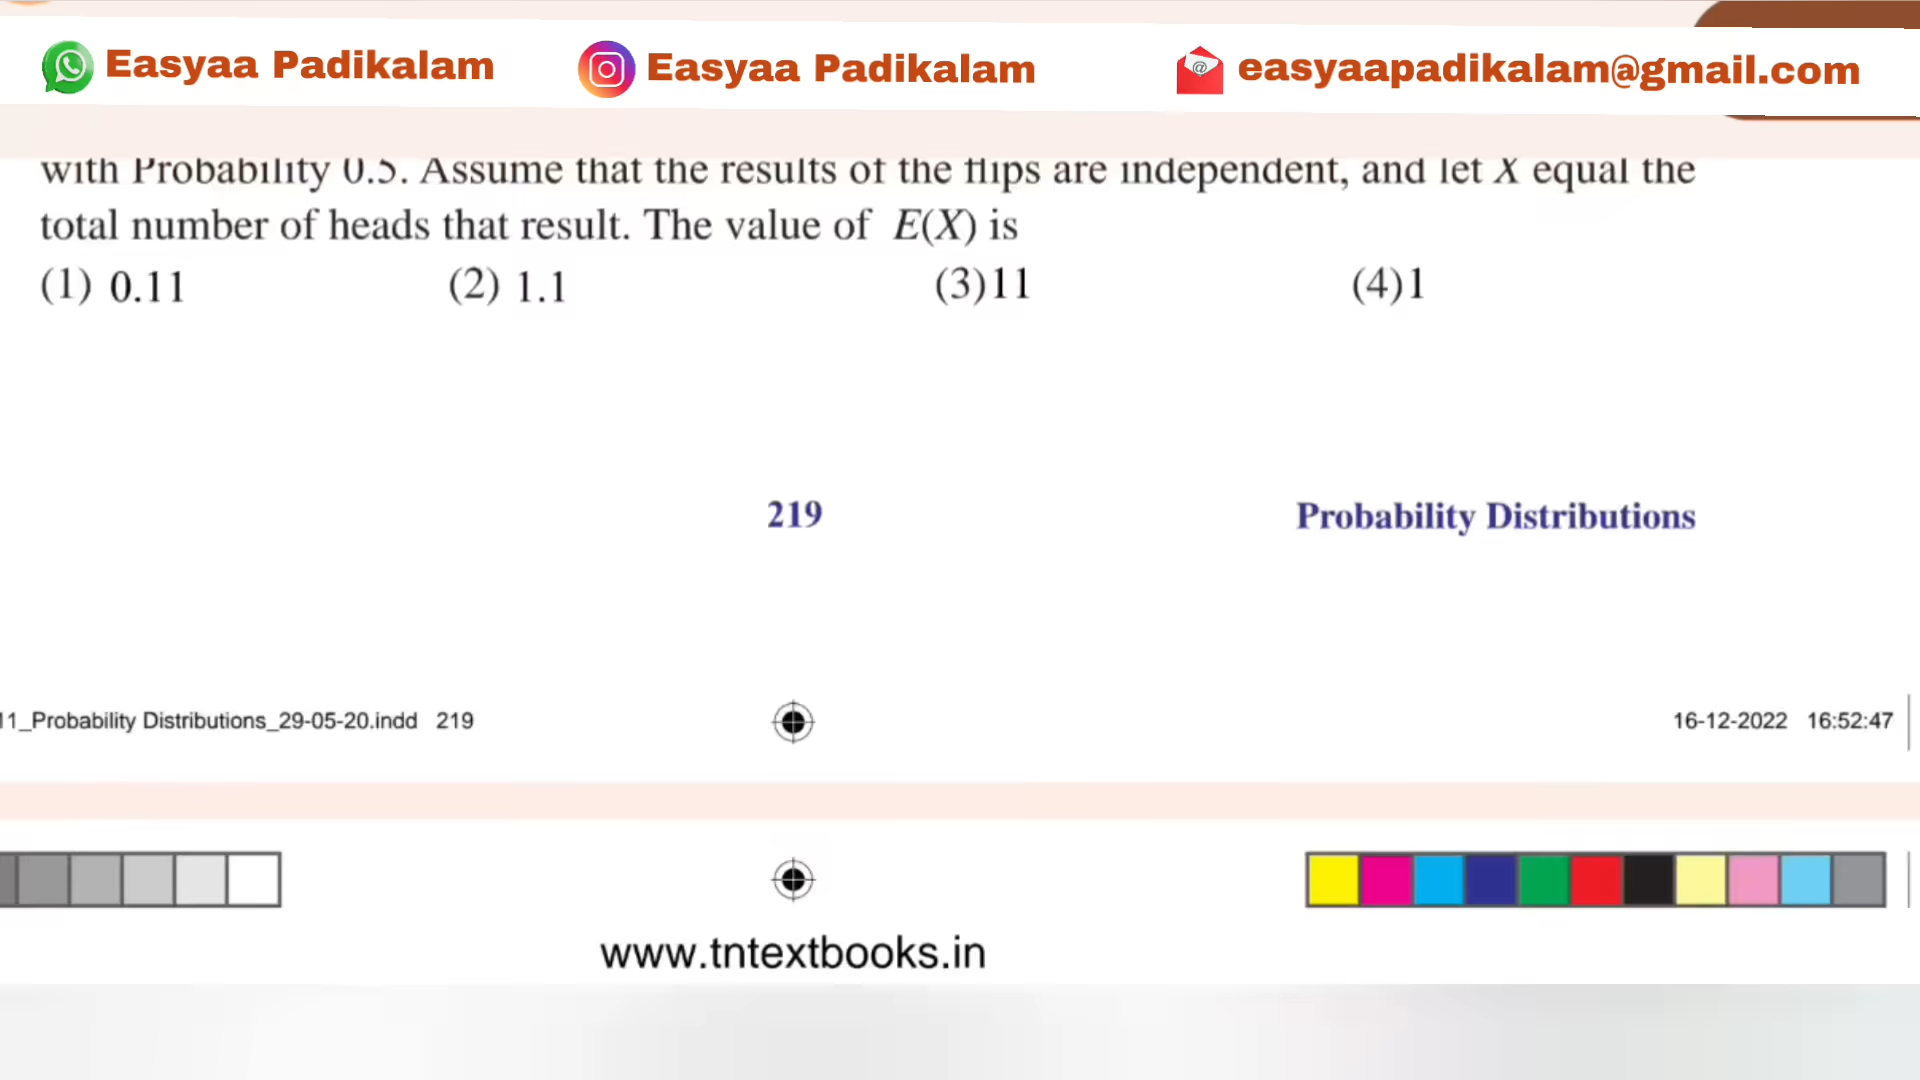 Easyaa Padikalam Easyaa Padikalam easyaapadikalam@gmail.com
with Probability 0.5. Assume that the results of the flips are independent, and let X equal the
total number of heads that result. The value of E(X) is
(1) 0.11 (2) 1.1 (3)11 (4)1
219 Probability Distributions
11_Probability Distributions_29-05-20.indd 219 16-12-2022 16:52:47
www.tntextbooks.in